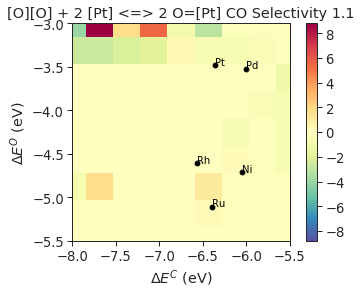 [O][O] + 2 [Pt] <=> 2 O=[Pt] CO Selectivity 1.1
−3.0
−3.5
−4.0
−4.5
−5.0
−5.5
ΔE^O (eV)
Pt
Pd
Rh
Ni
Ru
−8.0 −7.5 −7.0 −6.5 −6.0 −5.5
ΔE^C (eV)
8
6
4
2
0
−2
−4
−6
−8